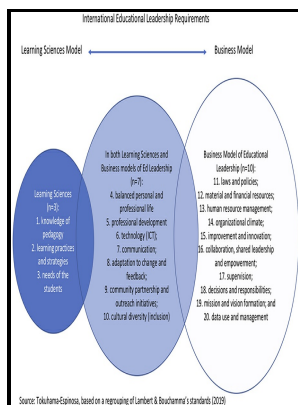 International Educational Leadership Requirements
Learning Sciences Model
Business Model
Learning Sciences
(n=3):
1. knowledge of
pedagogy
2. learning practices
and strategies
3. needs of the
students
In both Learning Sciences and
Business models of Ed Leadership
(n=7):
4. balanced personal and
professional life
5. professional development
6. technology (ICT);
7. communication;
8. adaptation to change and
feedback;
9. community partnership and
outreach initiatives;
10. cultural diversity (inclusion)
Business Model of Educational
Leadership (n=10):
11. laws and policies;
12. material and financial resources;
13. human resource management;
14. organizational climate;
15. improvement and innovation;
16. collaboration, shared leadership
and empowerment;
17. supervision;
18. decisions and responsibilities;
19. mission and vision formation; and
20. data use and management
Source: Tokuhama-Espinosa, based on a regrouping of Lambert & Bouchamma's standards (2019)